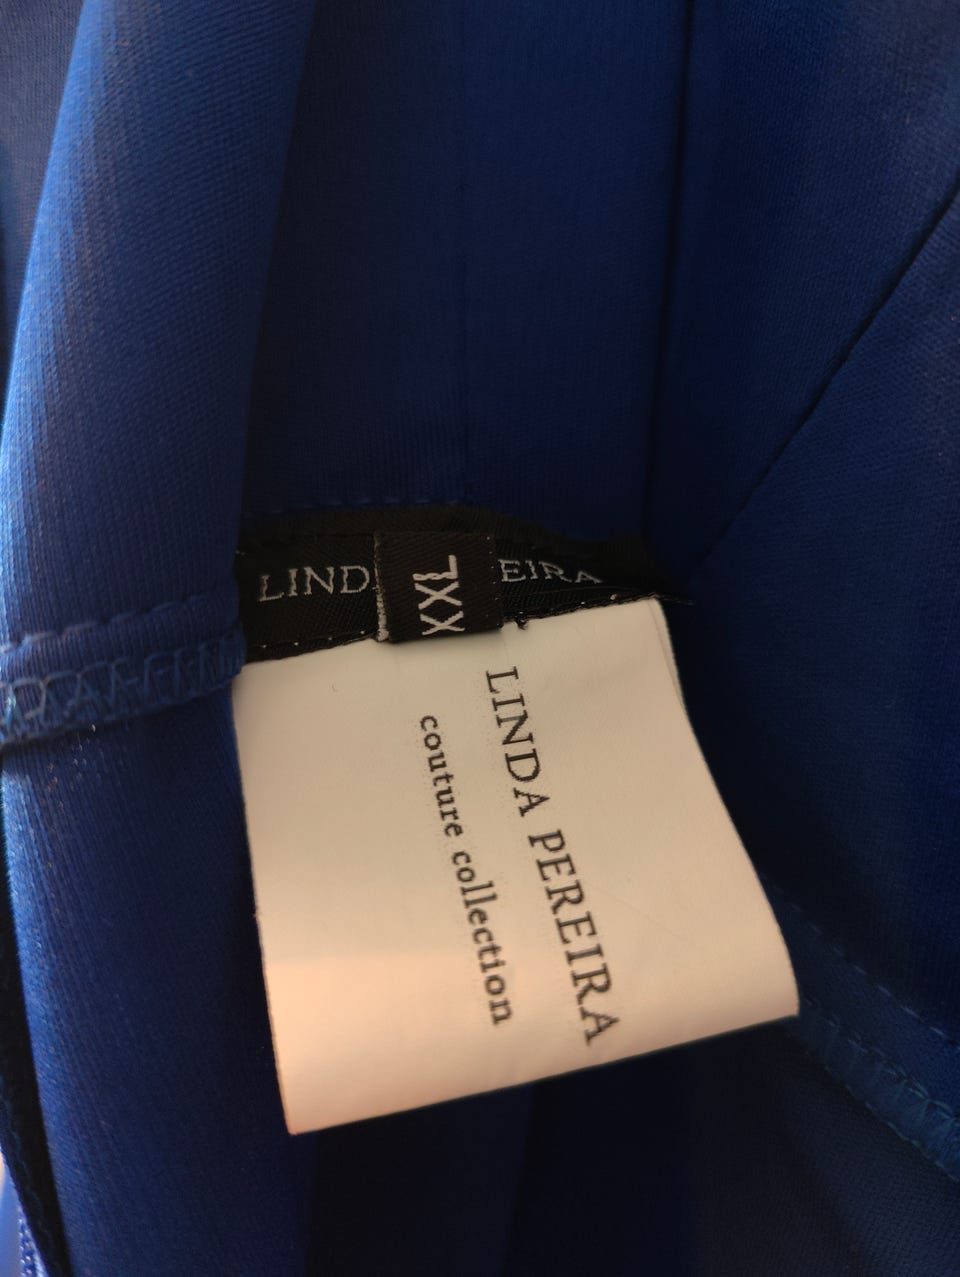 LIND EIRA
XXL
LINDA PEREIRA
couture collection